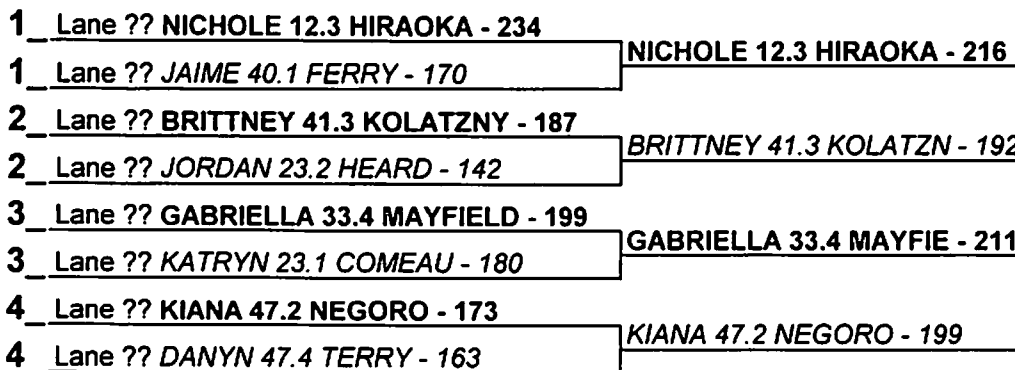 1_ Lane ?? NICHOLE 12.3 HIRAOKA - 234
NICHOLE 12.3 HIRAOKA - 216
1_ Lane ?? JAIME 40.1 FERRY - 170
2_ Lane ?? BRITTNEY 41.3 KOLATZNY - 187
BRITTNEY 41.3 KOLATZN - 192
2_ Lane ?? JORDAN 23.2 HEARD - 142
3_ Lane ?? GABRIELLA 33.4 MAYFIELD - 199
GABRIELLA 33.4 MAYFIE - 211
3_ Lane ?? KATRYN 23.1 COMEAU - 180
4_ Lane ?? KIANA 47.2 NEGORO - 173
KIANA 47.2 NEGORO - 199
4_ Lane ?? DANYN 47.4 TERRY - 163